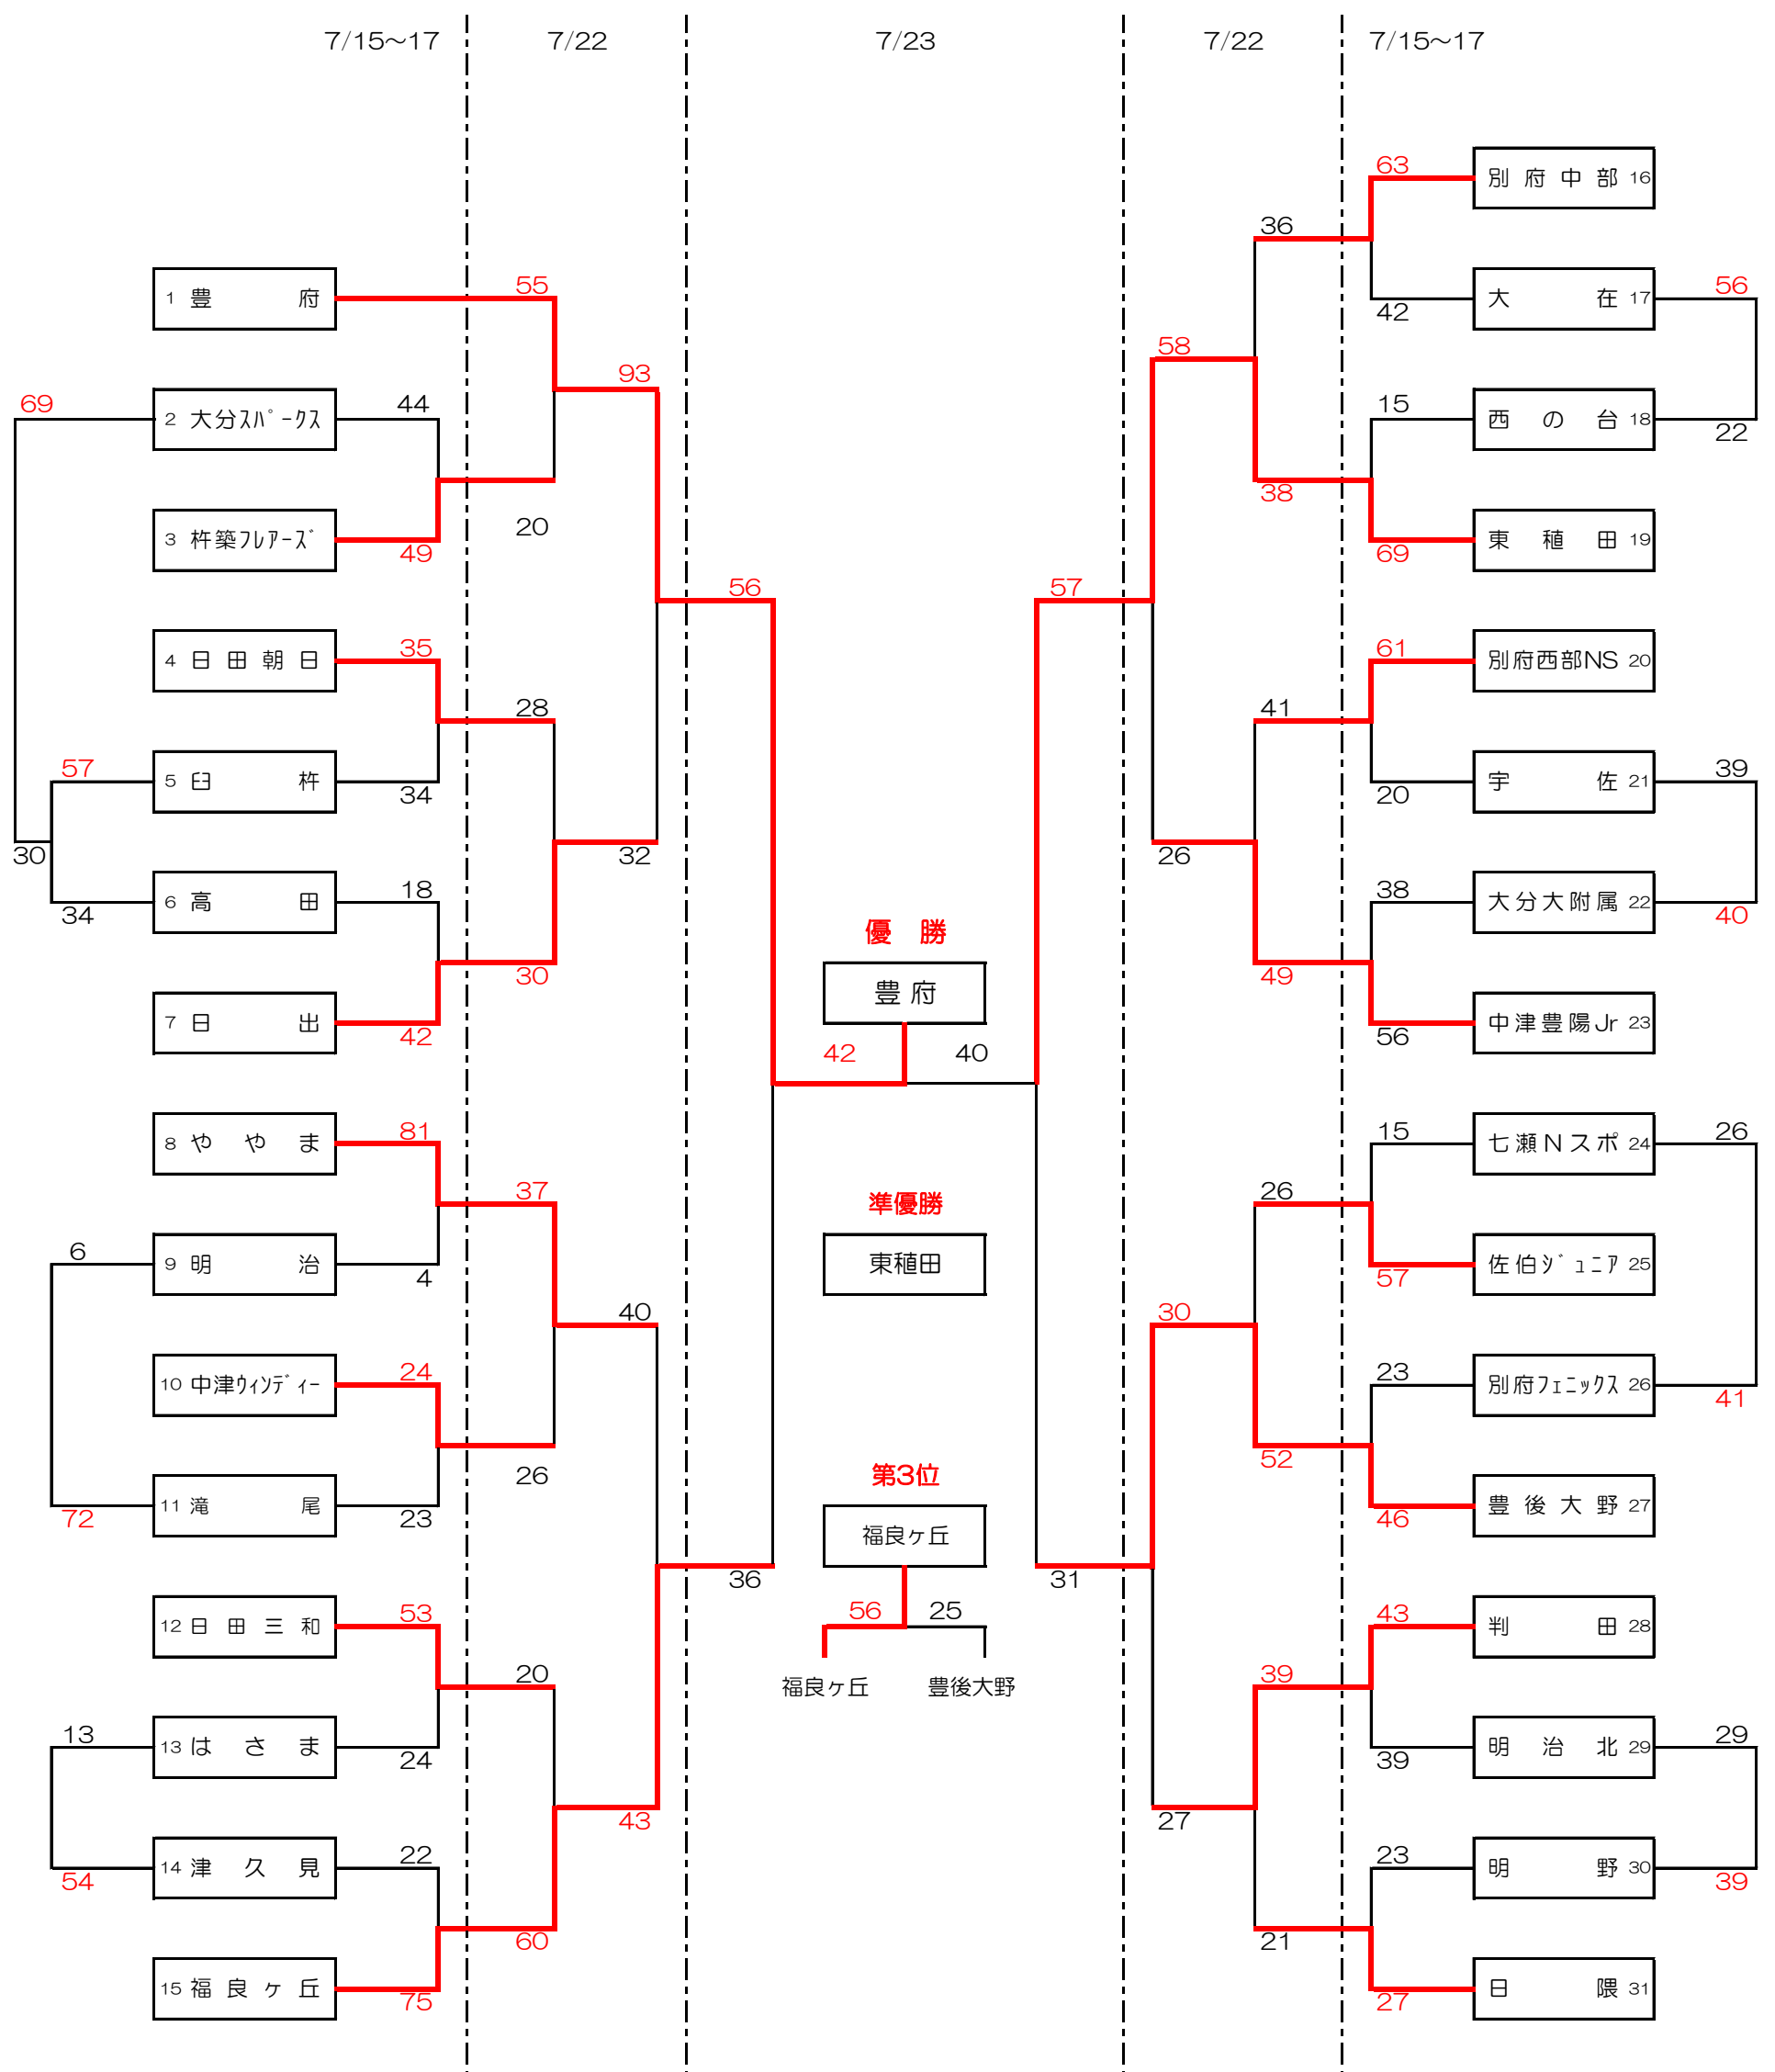 7/15～17 7/22 7/23 7/22 7/15～17
63 別府中部 16
36
1 豊府 55 42 大在 17 56
58
93
69 2 大分スパークス 44 15 西の台 18 22
38
20
3 杵築フレアーズ 49 69 東稙田 19
56 57
4 日田朝日 35 61 別府西部NS 20
28 41
57 5 臼杵 34 20 宇佐 21 39
30 32 26
34 6 高田 18 38 大分大附属 22 40
優勝
30 49
豊府
7 日出 42 56 中津豊陽Jr 23
42 40
8 ややま 81 15 七瀬Nスポ 24 26
37 26
準優勝
6 9 明治 4 57 佐伯ジュニア 25
東稙田
40 30
10 中津ウィンディー 24 23 別府フェニックス 26 41
26 52
第3位
72 11 滝尾 23 46 豊後大野 27
福良ヶ丘
36 31
56 25
12 日田三和 53 43 判田 28
20 39
福良ヶ丘 豊後大野
13 13 はさま 24 39 明治北 29 29
43 27
54 14 津久見 22 23 明野 30 39
60 21
15 福良ヶ丘 75 27 日隈 31